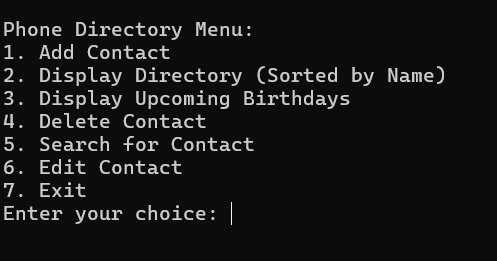 Phone Directory Menu:
1. Add Contact
2. Display Directory (Sorted by Name)
3. Display Upcoming Birthdays
4. Delete Contact
5. Search for Contact
6. Edit Contact
7. Exit
Enter your choice: